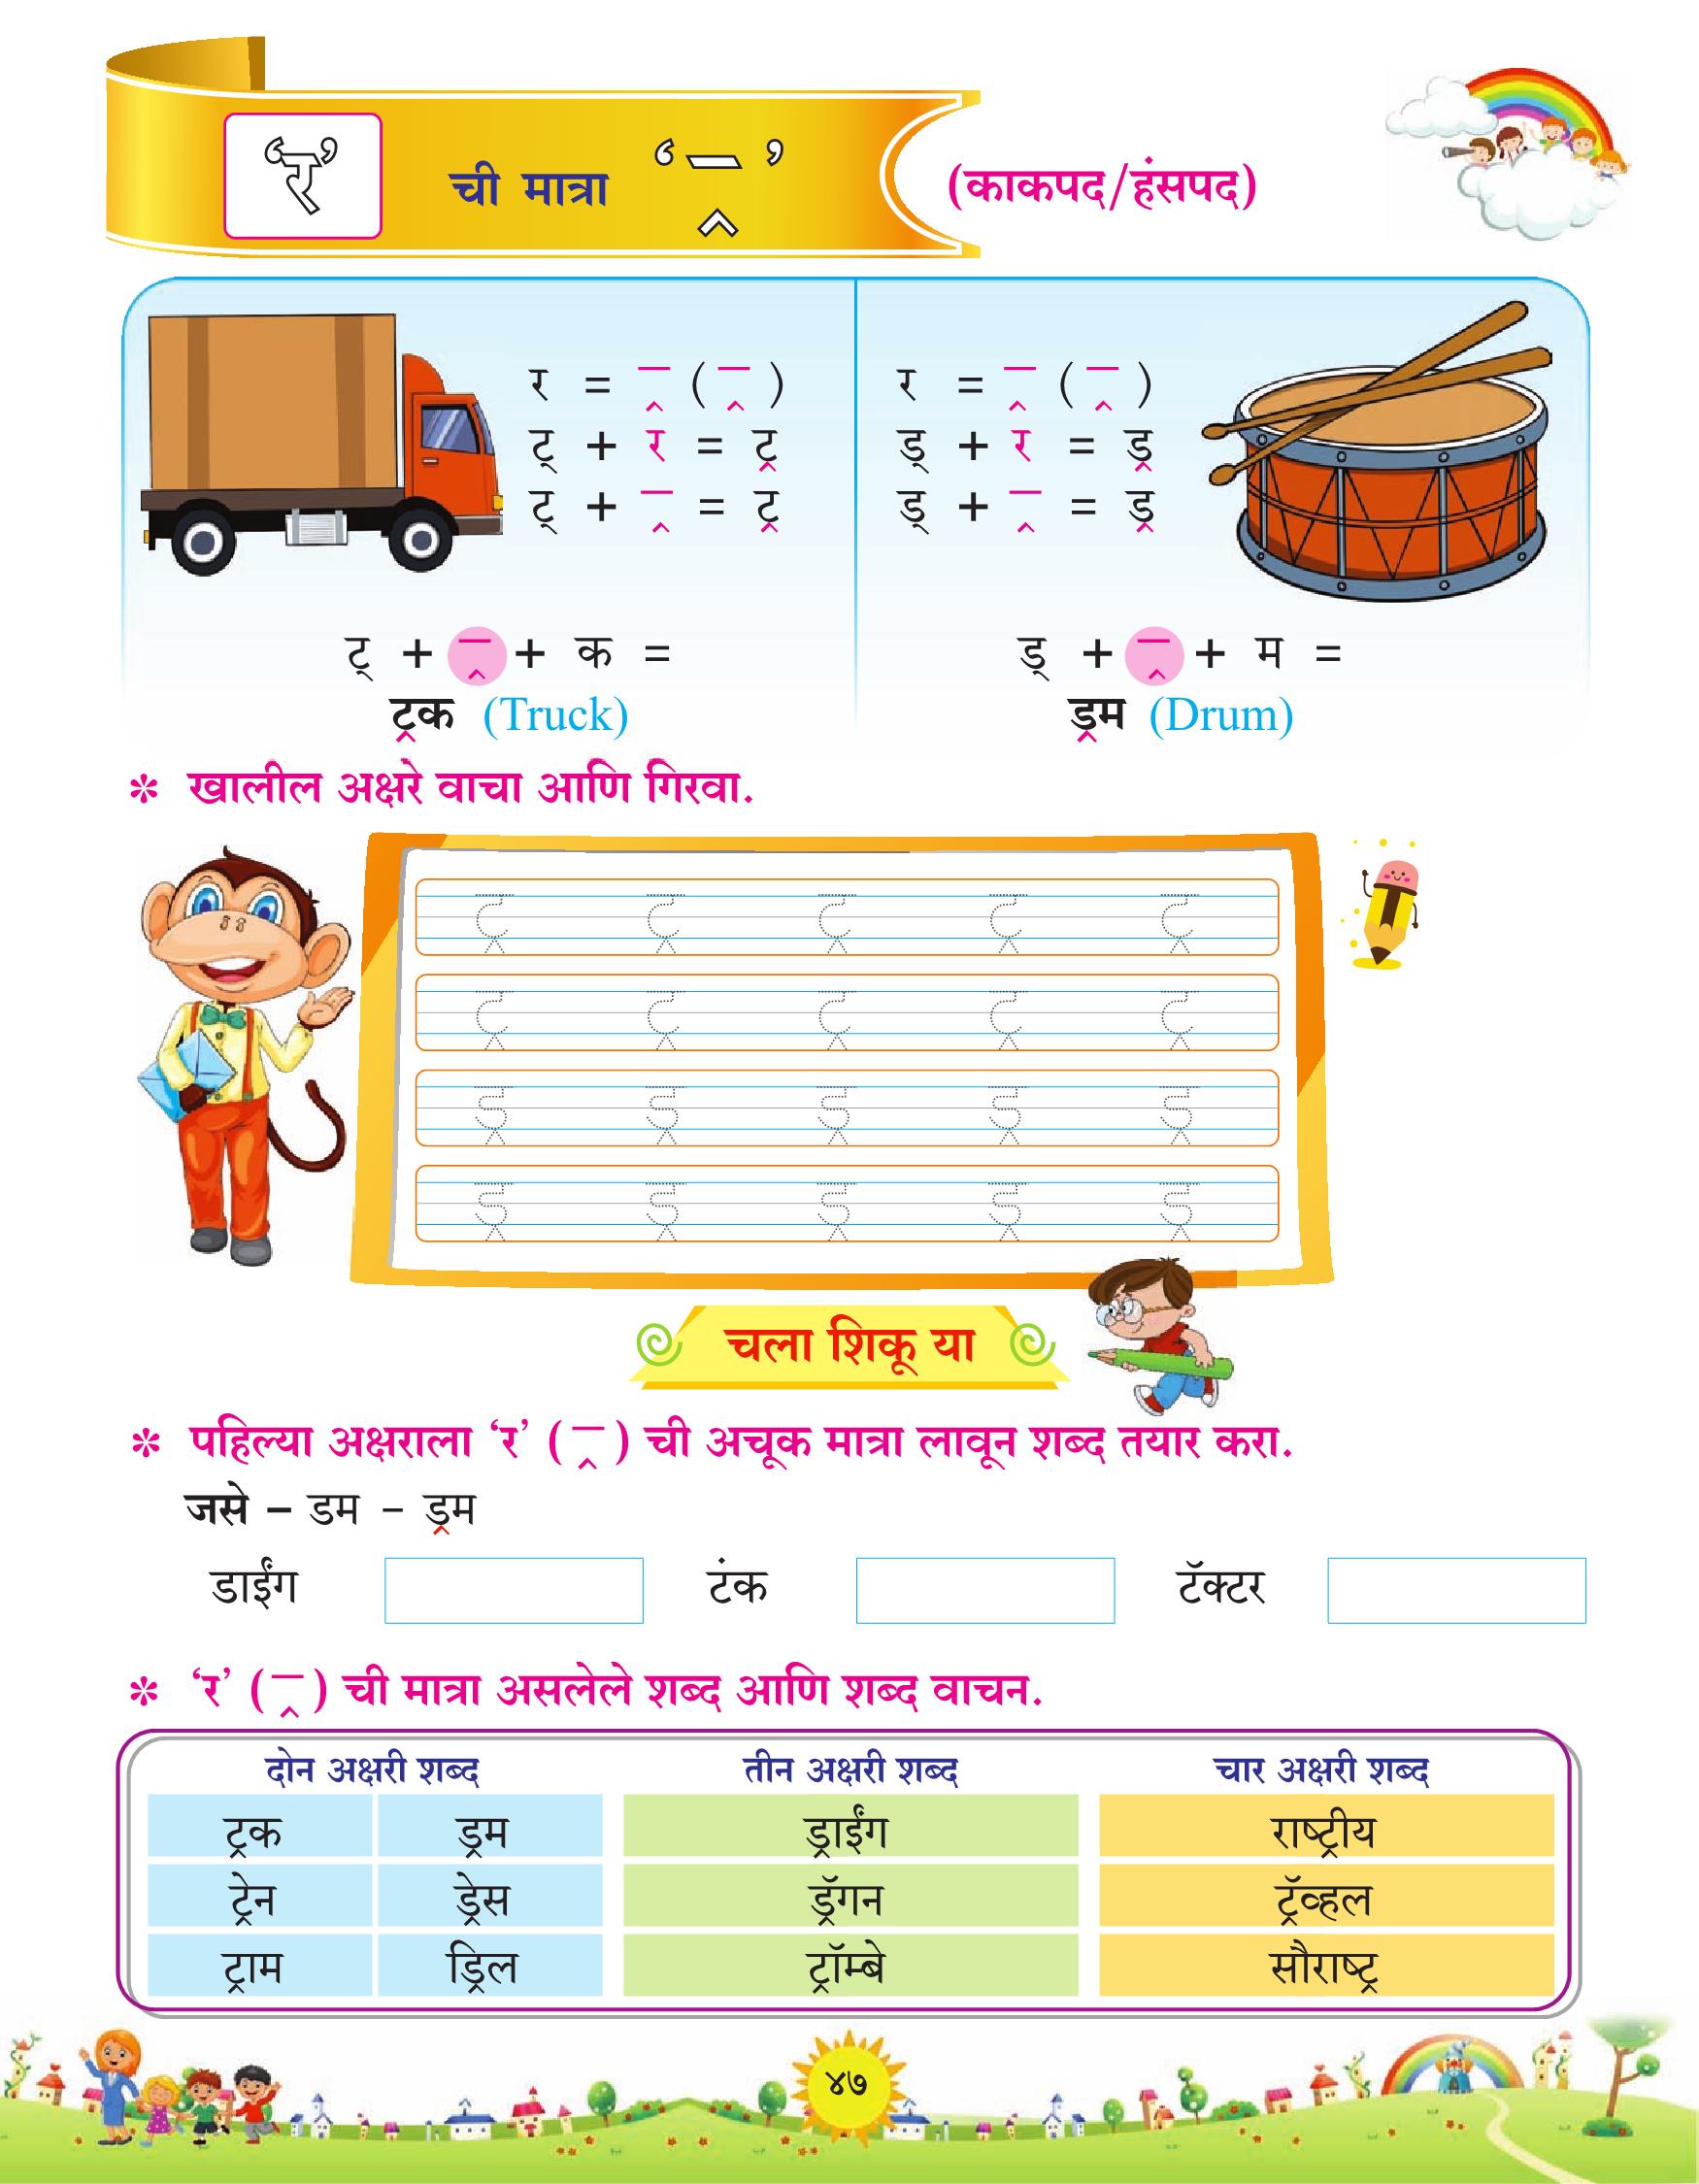 ‘र’ ची मात्रा ‘ ‸ ’ (काकपद/हंसपद)
र = ‸ ( ‸ )
ट् + र = ट्र
ट् + ‸ = ट्र
ट् + ‸ + क =
ट्रक (Truck)
र = ‸ ( ‸ )
ड् + र = ड्र
ड् + ‸ = ड्र
ड् + ‸ + म =
ड्रम (Drum)
* खालील अक्षरे वाचा आणि गिरवा.
ट्र ट्र ट्र ट्र ट्र
ट्र ट्र ट्र ट्र ट्र
ड्र ड्र ड्र ड्र ड्र
ड्र ड्र ड्र ड्र ड्र
चला शिकू या
* पहिल्या अक्षराला ‘र’ ( ‸ ) ची अचूक मात्रा लावून शब्द तयार करा.
जसे – डम – ड्रम
डाईंग टंक टॅक्टर
* ‘र’ ( ‸ ) ची मात्रा असलेले शब्द आणि शब्द वाचन.
दोन अक्षरी शब्द तीन अक्षरी शब्द चार अक्षरी शब्द
ट्रक ड्रम ड्राईंग राष्ट्रीय
ट्रेन ड्रेस ड्रॅगन ट्रॅव्हल
ट्राम ड्रिल ट्रॉम्बे सौराष्ट्र
४७